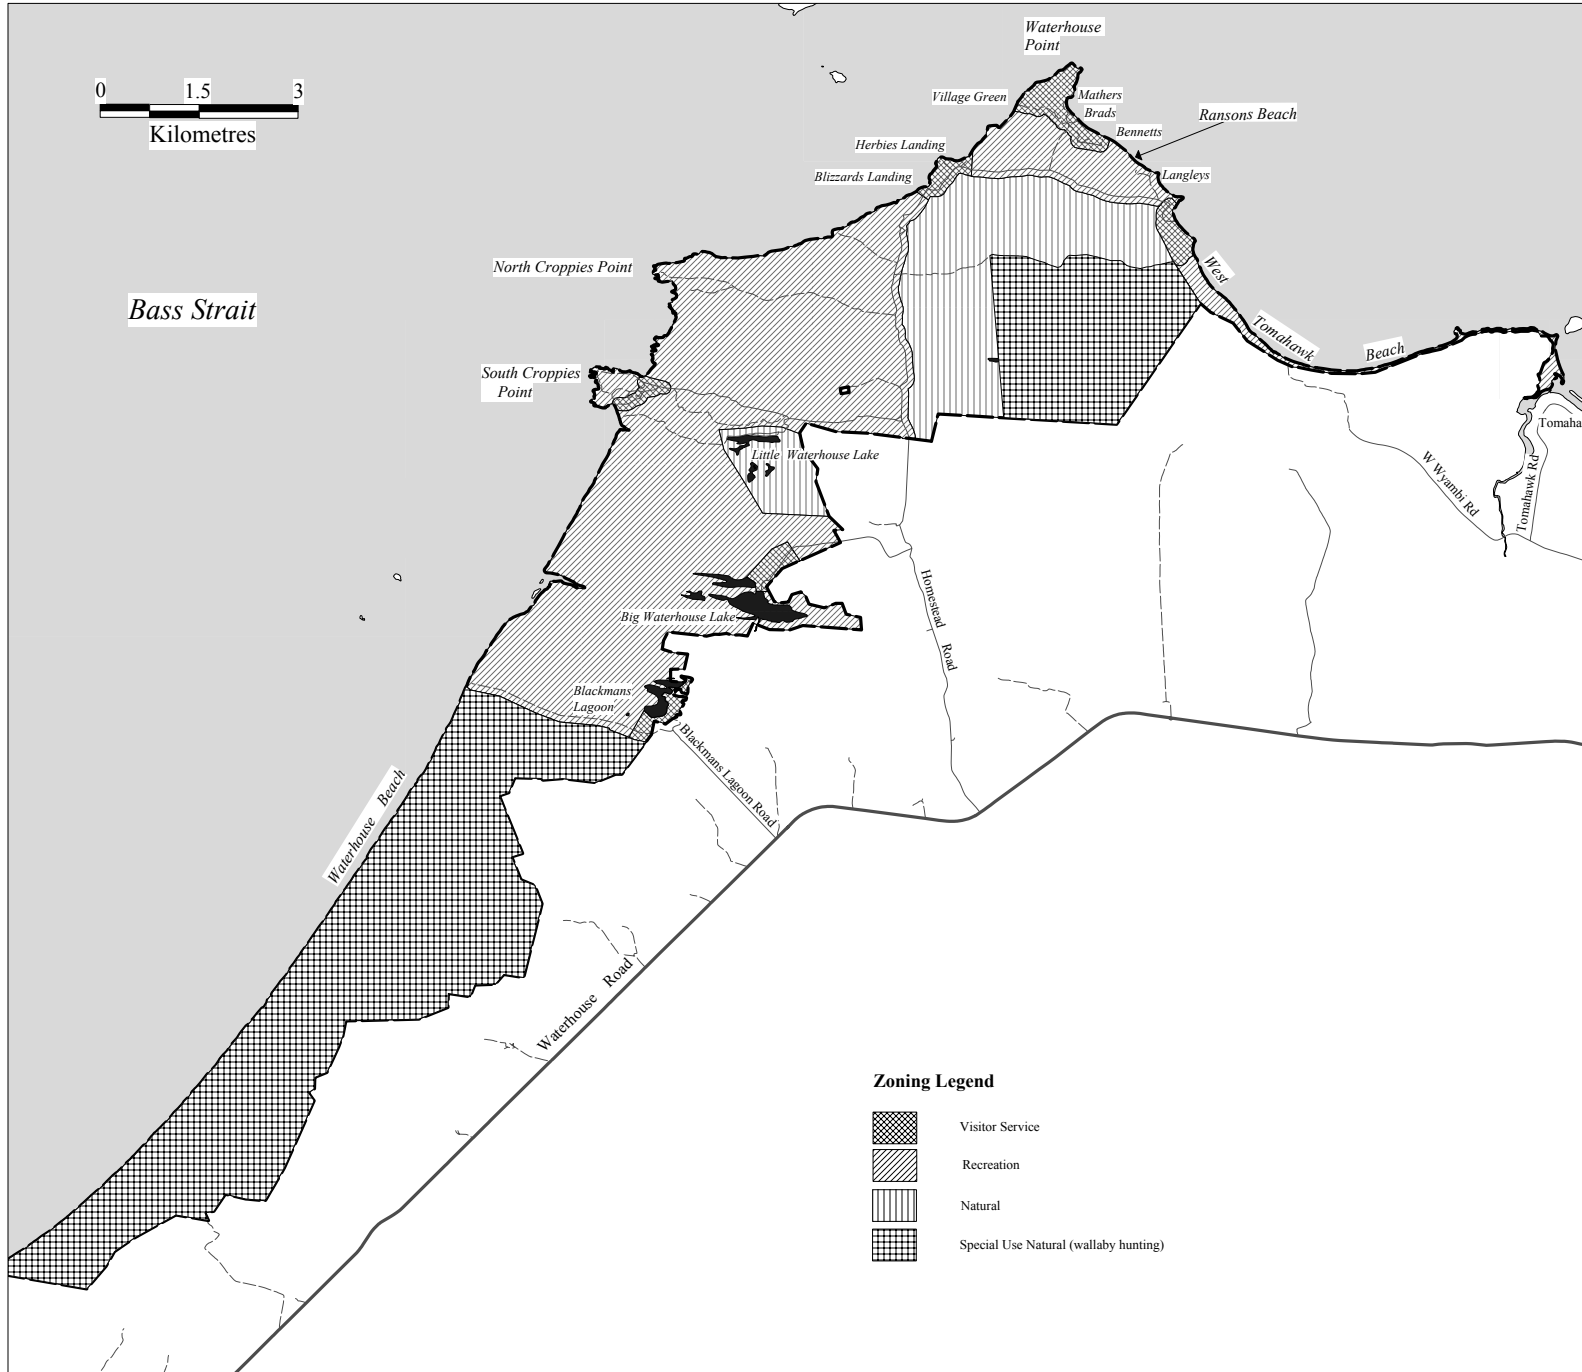 Waterhouse
Point
0 1.5 3
Kilometres
Village Green
Mathers
Brads
Ransons Beach
Bennetts
Herbies Landing
Blizzards Landing
Langleys
North Croppies Point
West
Bass Strait
Tomahawk
Beach
South Croppies
Point
Tomaha
Little Waterhouse Lake
W Wyambi Rd
Tomahawk Rd
Homestead Road
Big Waterhouse Lake
Blackmans
Lagoon
Blackmans Lagoon Road
Waterhouse Beach
Waterhouse Road
Zoning Legend
Visitor Service
Recreation
Natural
Special Use Natural (wallaby hunting)